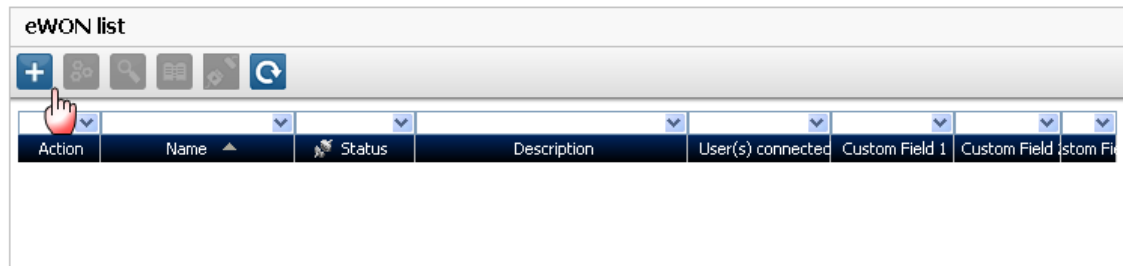 eWON list
Action Name Status Description User(s) connected Custom Field 1 Custom Field stom Fi